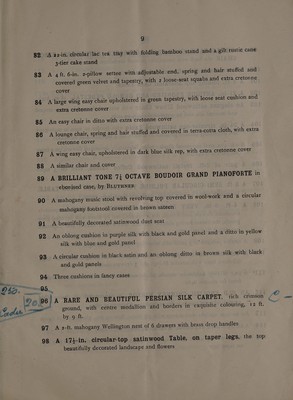 9
82 A 22-in. circular lac tea tray with folding bamboo stand and a gilt rustic cane
3-tier cake-stand
83 A 4 ft. 6-in. 2-pillow settee with adjustable end, spring and hair stuffed and
covered green velvet and tapestry, with 2 loose-seat squabs and extra cretonne
cover
84 A large wing easy chair upholstered in green tapestry, with loose seat cushion and
extra cretonne cover
85 An easy chair in ditto with extra cretonne cover
86 A lounge chair, spring and hair stuffed and covered in terra-cotta cloth, with extra
cretonne cover
87 A wing easy chair, upholstered in dark blue silk rep, with extra cretonne cover
88 A similar chair and cover
89 A BRILLIANT TONE 7¼ OCTAVE BOUDOIR GRAND PIANOFORTE in
ebonized case, by BLUTHNER
90 A mahogany music stool with revolving top covered in wool-work and a circular
mahogany footstool covered in brown
91 A beautifully decorated satinwood duet seat
92 An oblong cushion in purple silk with black and gold panel and a ditto in yellow
silk with blue and gold panel
93 A circular cushion in black satin and an oblong ditto in brown silk with black
and gold panels
94 Three cushions in fancy cases
95
96 A RARE AND BEAUTIFUL PERSIAN SILK CARPET, rich crimson
ground, with centre medallion and borders in exquisite colouring, 12 ft.
by 9 ft.
97 A 2-ft. mahogany Wellington nest of 6 drawers with brass drop handles
98 A 17½-in. circular-top satinwood Table, on taper legs, the top
beautifully decorated landscape and flowers